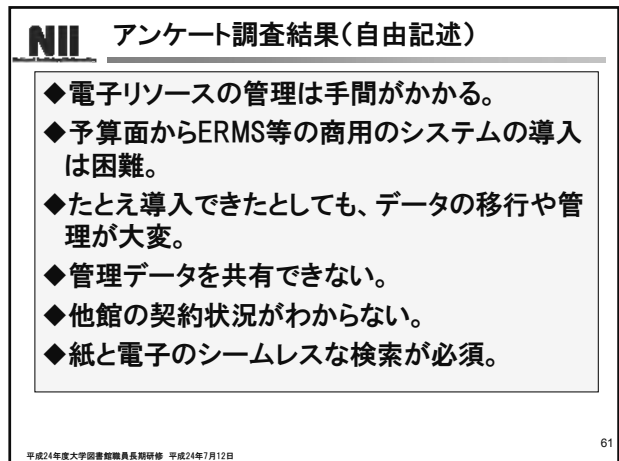 NII アンケート調査結果(自由記述)
◆電子リソースの管理は手間がかかる。
◆予算面からERMS等の商用のシステムの導入
は困難。
◆たとえ導入できたとしても、データの移行や管
理が大変。
◆管理データを共有できない。
◆他館の契約状況がわからない。
◆紙と電子のシームレスな検索が必須。
61
平成24年度大学図書館職員長期研修 平成24年7月12日